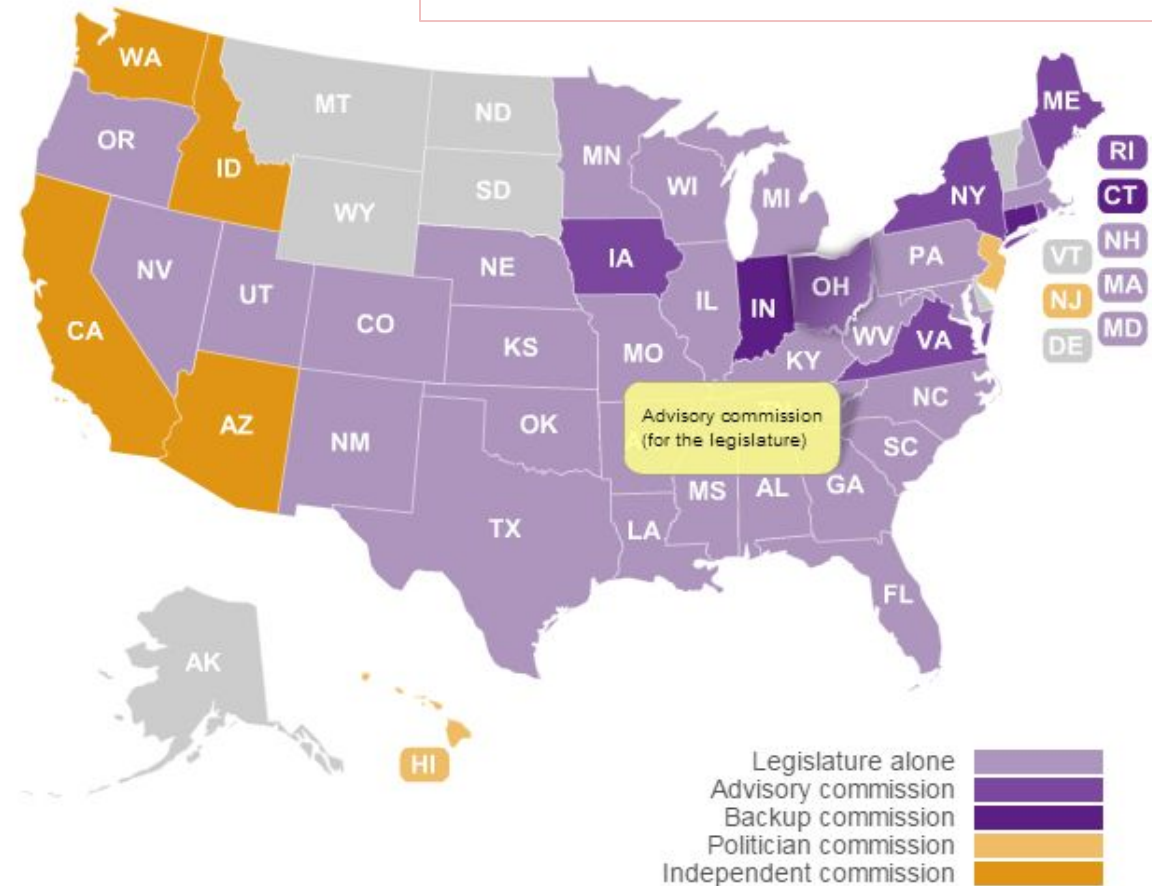 WA
MT
ND
ME
OR
MN
ID
SD
WI
MI
NY
RI
CT
WY
IA
NH
NV
NE
PA
VT
UT
IL
IN
OH
MA
NJ
CO
CA
KS
MO
WV
VA
MD
DE
KY
AZ
NM
OK
NC
Advisory commission
(for the legislature)
SC
MS
AL
GA
TX
LA
FL
AK
HI
Legislature alone
Advisory commission
Backup commission
Politician commission
Independent commission